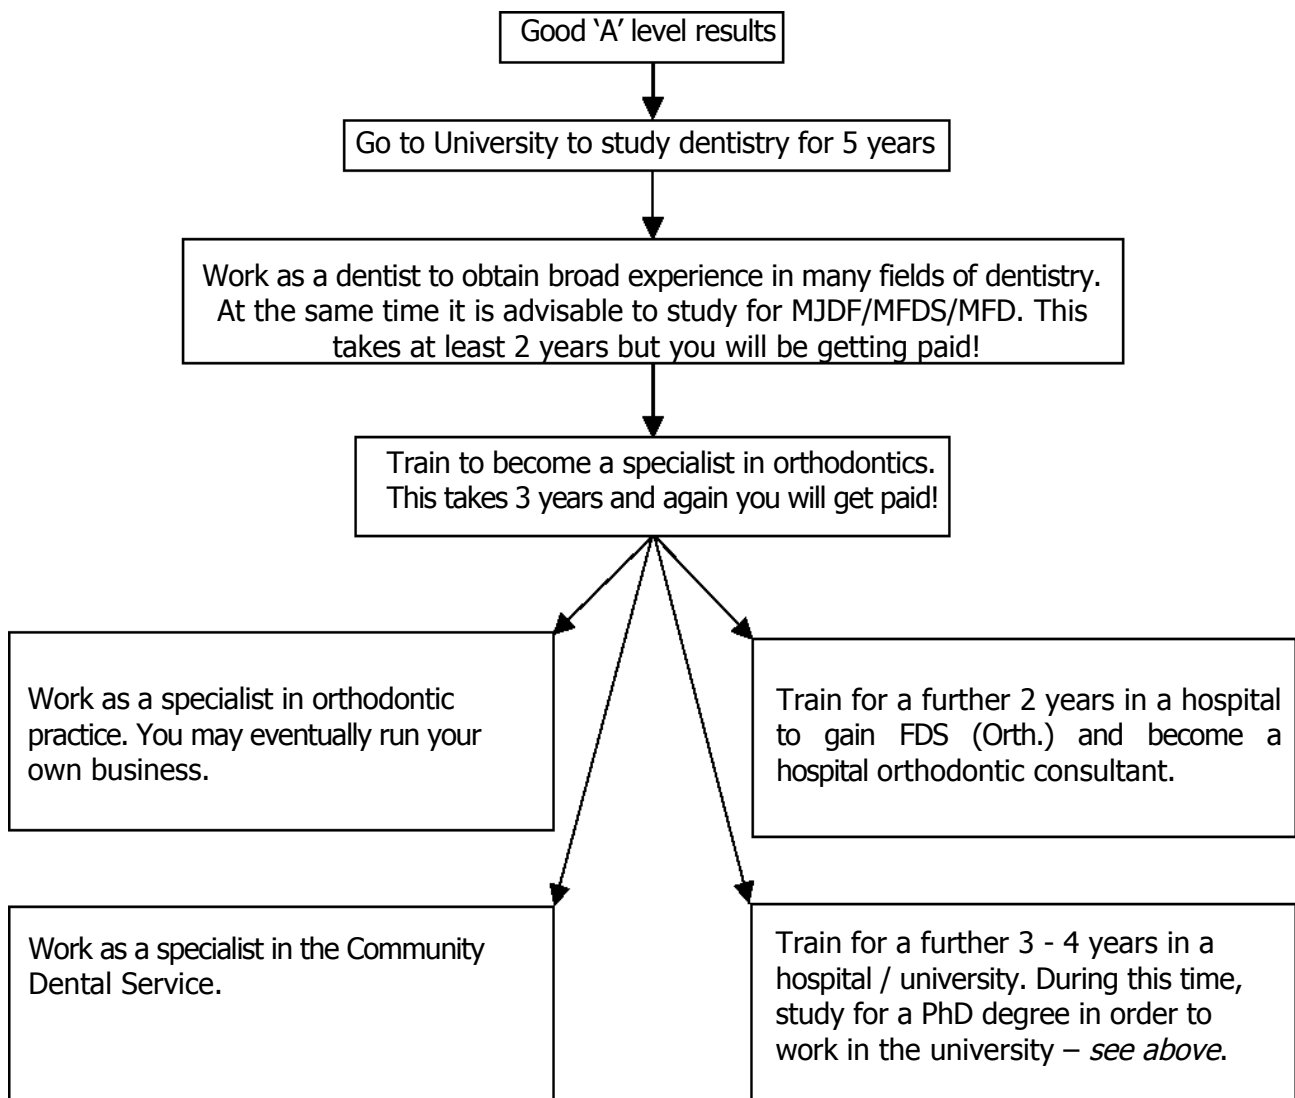 Good ‘A’ level results
Go to University to study dentistry for 5 years
Work as a dentist to obtain broad experience in many fields of dentistry.
At the same time it is advisable to study for MJDF/MFDS/MFD. This
takes at least 2 years but you will be getting paid!
Train to become a specialist in orthodontics.
This takes 3 years and again you will get paid!
Work as a specialist in orthodontic
practice. You may eventually run your
own business.
Train for a further 2 years in a hospital
to gain FDS (Orth.) and become a
hospital orthodontic consultant.
Work as a specialist in the Community
Dental Service.
Train for a further 3 - 4 years in a
hospital / university. During this time,
study for a PhD degree in order to
work in the university – see above.